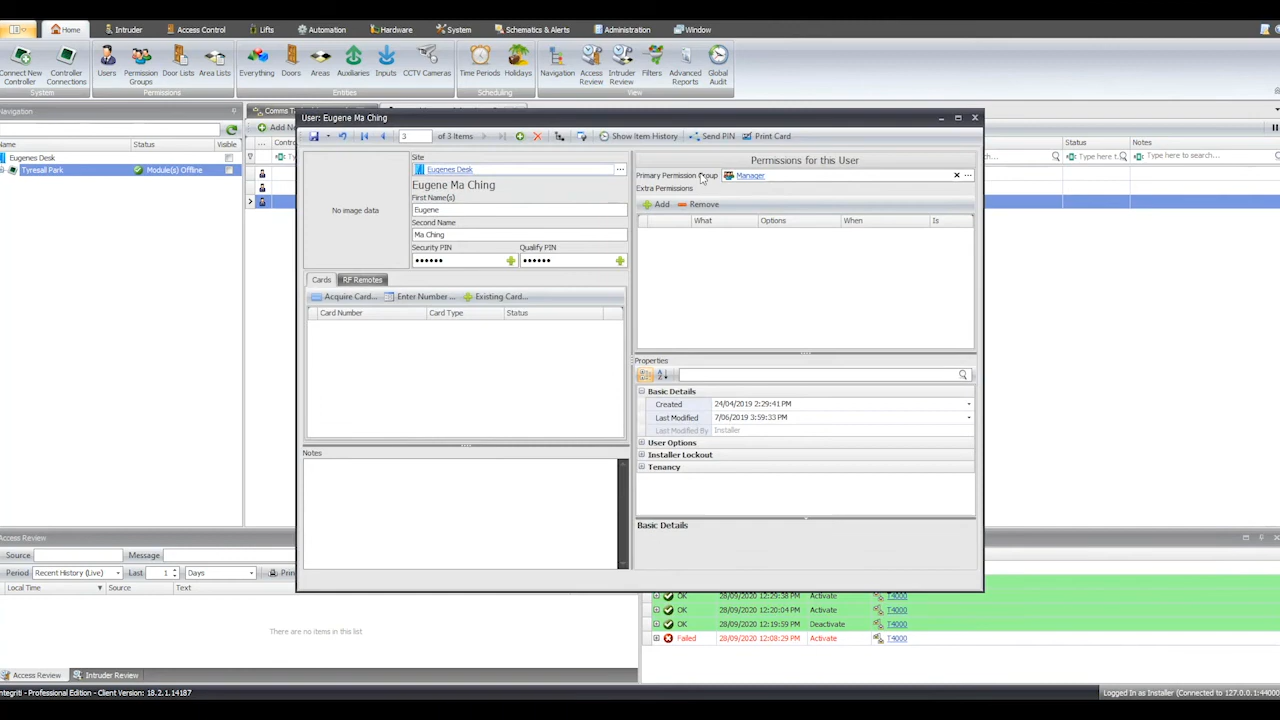 Home Intruder Access Control Lifts Automation Hardware System Schematics & Alerts Administration Window
Connect New Controller
Controller Connections
Users
Permission Groups
Door Lists
Area Lists
Everything
Doors
Areas
Auxiliaries
Inputs
CCTV Cameras
Time Periods
Holidays
Navigation
Access Review
Intruder Review
Filters
Advanced Reports
Global Audit
System Permissions Entities Scheduling View
Navigation
Name Status Visible
Eugenes Desk
Tyresall Park Module(s) Offline
User: Eugene Ma Ching
3 of 3 Items Show Item History Send PIN Print Card
No image data
Site
Eugenes Desk
Eugene Ma Ching
First Name(s)
Eugene
Second Name
Ma Ching
Security PIN Qualify PIN
•••••• ••••••
Cards RF Remotes
Acquire Card... Enter Number ... Existing Card...
Card Number Card Type Status
Notes
Permissions for this User
Primary Permission Group Manager
Extra Permissions
Add Remove
What Options When Is
Properties
Basic Details
Created 24/04/2019 2:29:41 PM
Last Modified 7/06/2019 3:59:33 PM
Last Modified By Installer
User Options
Installer Lockout
Tenancy
Basic Details
Status Notes
Type here t... Type here to search...
Access Review
Source Message
Period Recent History (Live) Last 1 Days
Local Time Source Text
There are no items in this list
OK 28/09/2020 12:29:38 PM Activate T4000
OK 28/09/2020 12:20:04 PM Activate T4000
OK 28/09/2020 12:19:59 PM Deactivate T4000
Failed 28/09/2020 12:08:29 PM Activate T4000
Access Review Intruder Review
Integriti - Professional Edition - Client Version: 18.2.1.14187
Logged In as Installer (Connected to 127.0.0.1:44000